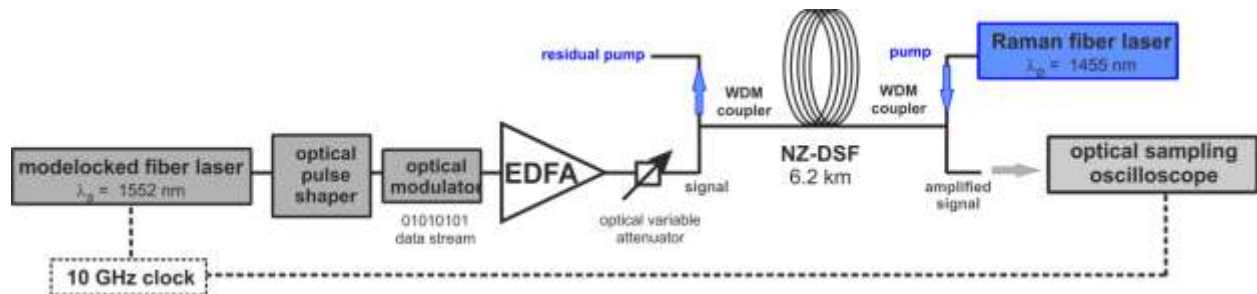 residual pump
pump
Raman fiber laser
λp = 1455 nm
WDM
coupler
WDM
coupler
modelocked fiber laser
λs = 1552 nm
optical
pulse
shaper
optical
modulator
EDFA
NZ-DSF
6.2 km
optical sampling
oscilloscope
signal
amplified
signal
01010101
data stream
optical variable
attenuator
10 GHz clock